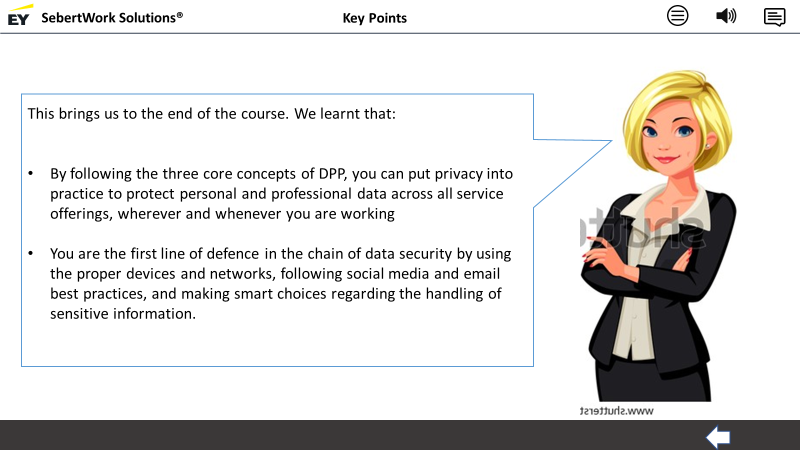 EY SebertWork Solutions®
Key Points
This brings us to the end of the course. We learnt that:
• By following the three core concepts of DPP, you can put privacy into
practice to protect personal and professional data across all service
offerings, wherever and whenever you are working
• You are the first line of defence in the chain of data security by using
the proper devices and networks, following social media and email
best practices, and making smart choices regarding the handling of
sensitive information.
shutt
www.shutterst